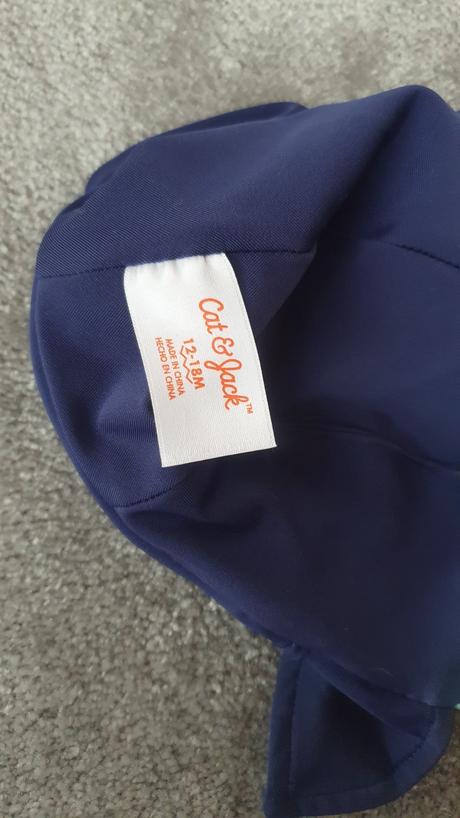 Cat & Jack™
12-18M
MADE IN CHINA
HECHO EN CHINA